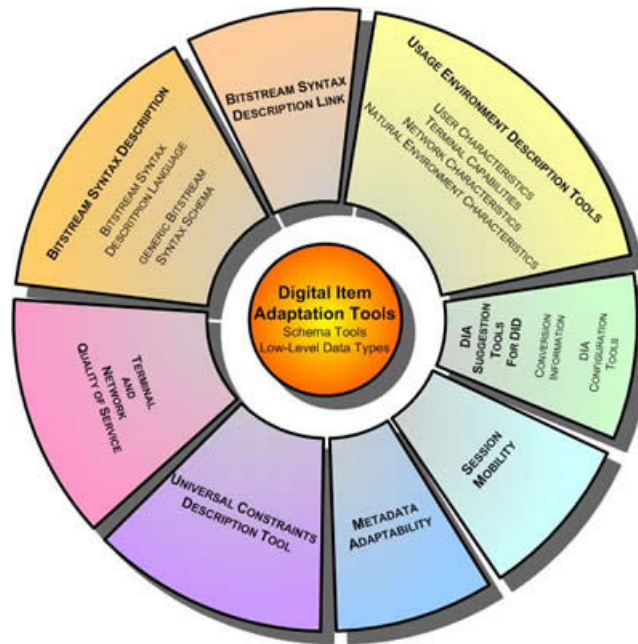 BITSTREAM SYNTAX
DESCRIPTION LINK
USAGE ENVIRONMENT DESCRIPTION TOOLS
USER CHARACTERISTICS
TERMINAL CAPABILITIES
NETWORK CHARACTERISTICS
NATURAL ENVIRONMENT CHARACTERISTICS
DIA
SUGGESTION
TOOLS
FOR DID
CONVERSION
INFORMATION
DIA
CONFIGURATION
TOOLS
SESSION
MOBILITY
METADATA
ADAPTABILITY
UNIVERSAL CONSTRAINTS
DESCRIPTION TOOL
TERMINAL
AND
NETWORK
QUALITY OF SERVICE
BITSTREAM SYNTAX DESCRIPTION
BITSTREAM SYNTAX
DESCRITPION LANGUAGE
GENERIC BITSTREAM
SYNTAX SCHEMA
Digital Item
Adaptation Tools
Schema Tools
Low-Level Data Types